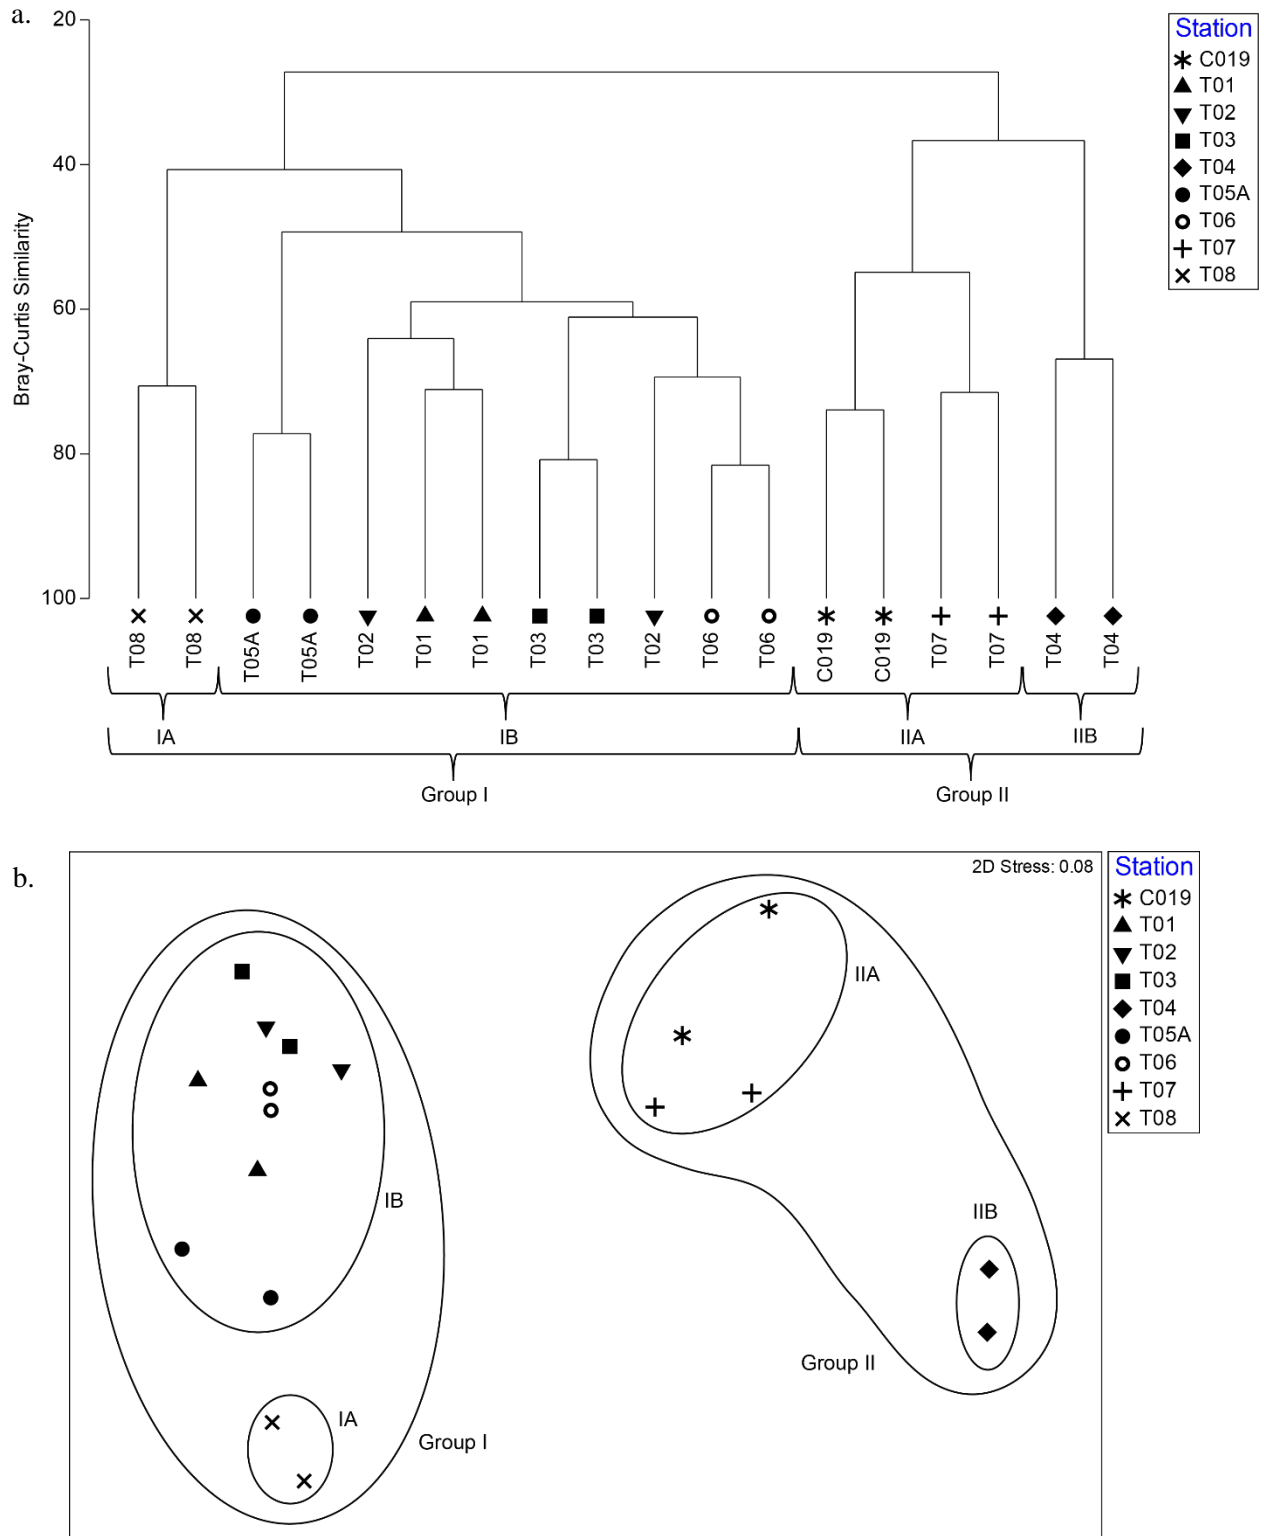 a.
20
40
60
80
100
Bray-Curtis Similarity
Station
C019
T01
T02
T03
T04
T05A
T06
T07
T08
T08
T08
T05A
T05A
T02
T01
T01
T03
T03
T02
T06
T06
C019
C019
T07
T07
T04
T04
IA
IB
IIA
IIB
Group I
Group II
b.
2D Stress: 0.08
Station
C019
T01
T02
T03
T04
T05A
T06
T07
T08
IIA
IB
IIB
Group II
IA
Group I